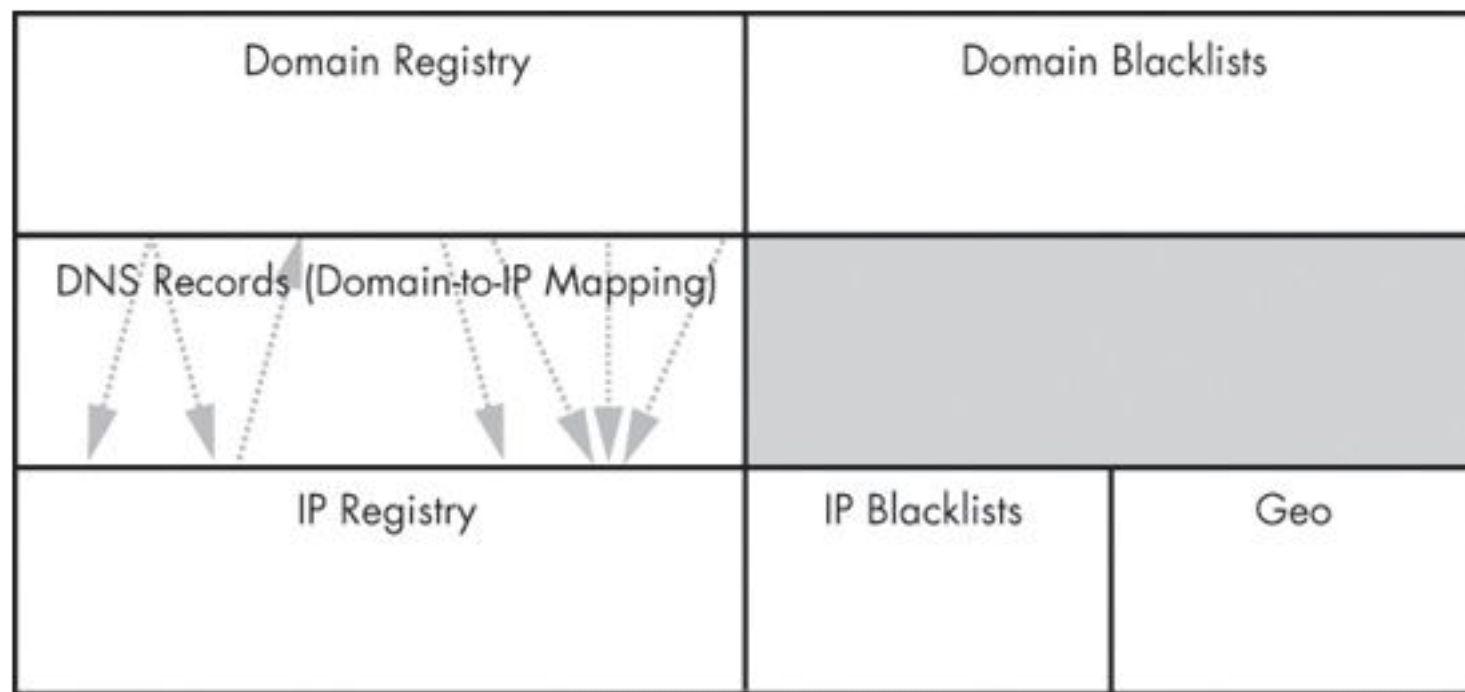 Domain Registry
Domain Blacklists
DNS Records (Domain-to-IP Mapping)
IP Registry
IP Blacklists
Geo